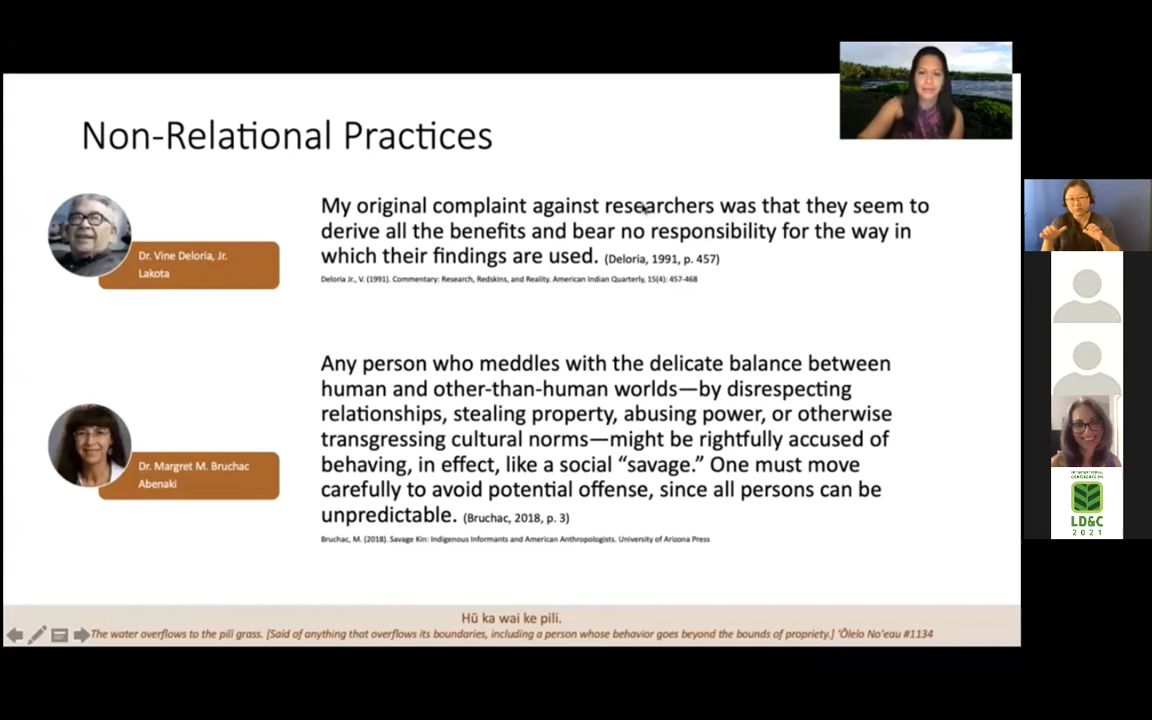 Non-Relational Practices
Dr. Vine Deloria, Jr.
Lakota
My original complaint against researchers was that they seem to
derive all the benefits and bear no responsibility for the way in
which their findings are used. (Deloria, 1991, p. 457)
Deloria Jr., V. (1991). Commentary: Research, Redskins, and Reality. American Indian Quarterly, 15(4): 457-468
Dr. Margret M. Bruchac
Abenaki
Any person who meddles with the delicate balance between
human and other-than-human worlds—by disrespecting
relationships, stealing property, abusing power, or otherwise
transgressing cultural norms—might be rightfully accused of
behaving, in effect, like a social “savage.” One must move
carefully to avoid potential offense, since all persons can be
unpredictable. (Bruchac, 2018, p. 3)
Bruchac, M. (2018). Savage Kin: Indigenous Informants and American Anthropologists. University of Arizona Press
Hū ka wai ke pili.
The water overflows to the pili grass. [Said of anything that overflows its boundaries, including a person whose behavior goes beyond the bounds of propriety.] ʻŌlelo Noʻeau #1134
INTERNATIONAL
CONFERENCE ON
LD&C
2021